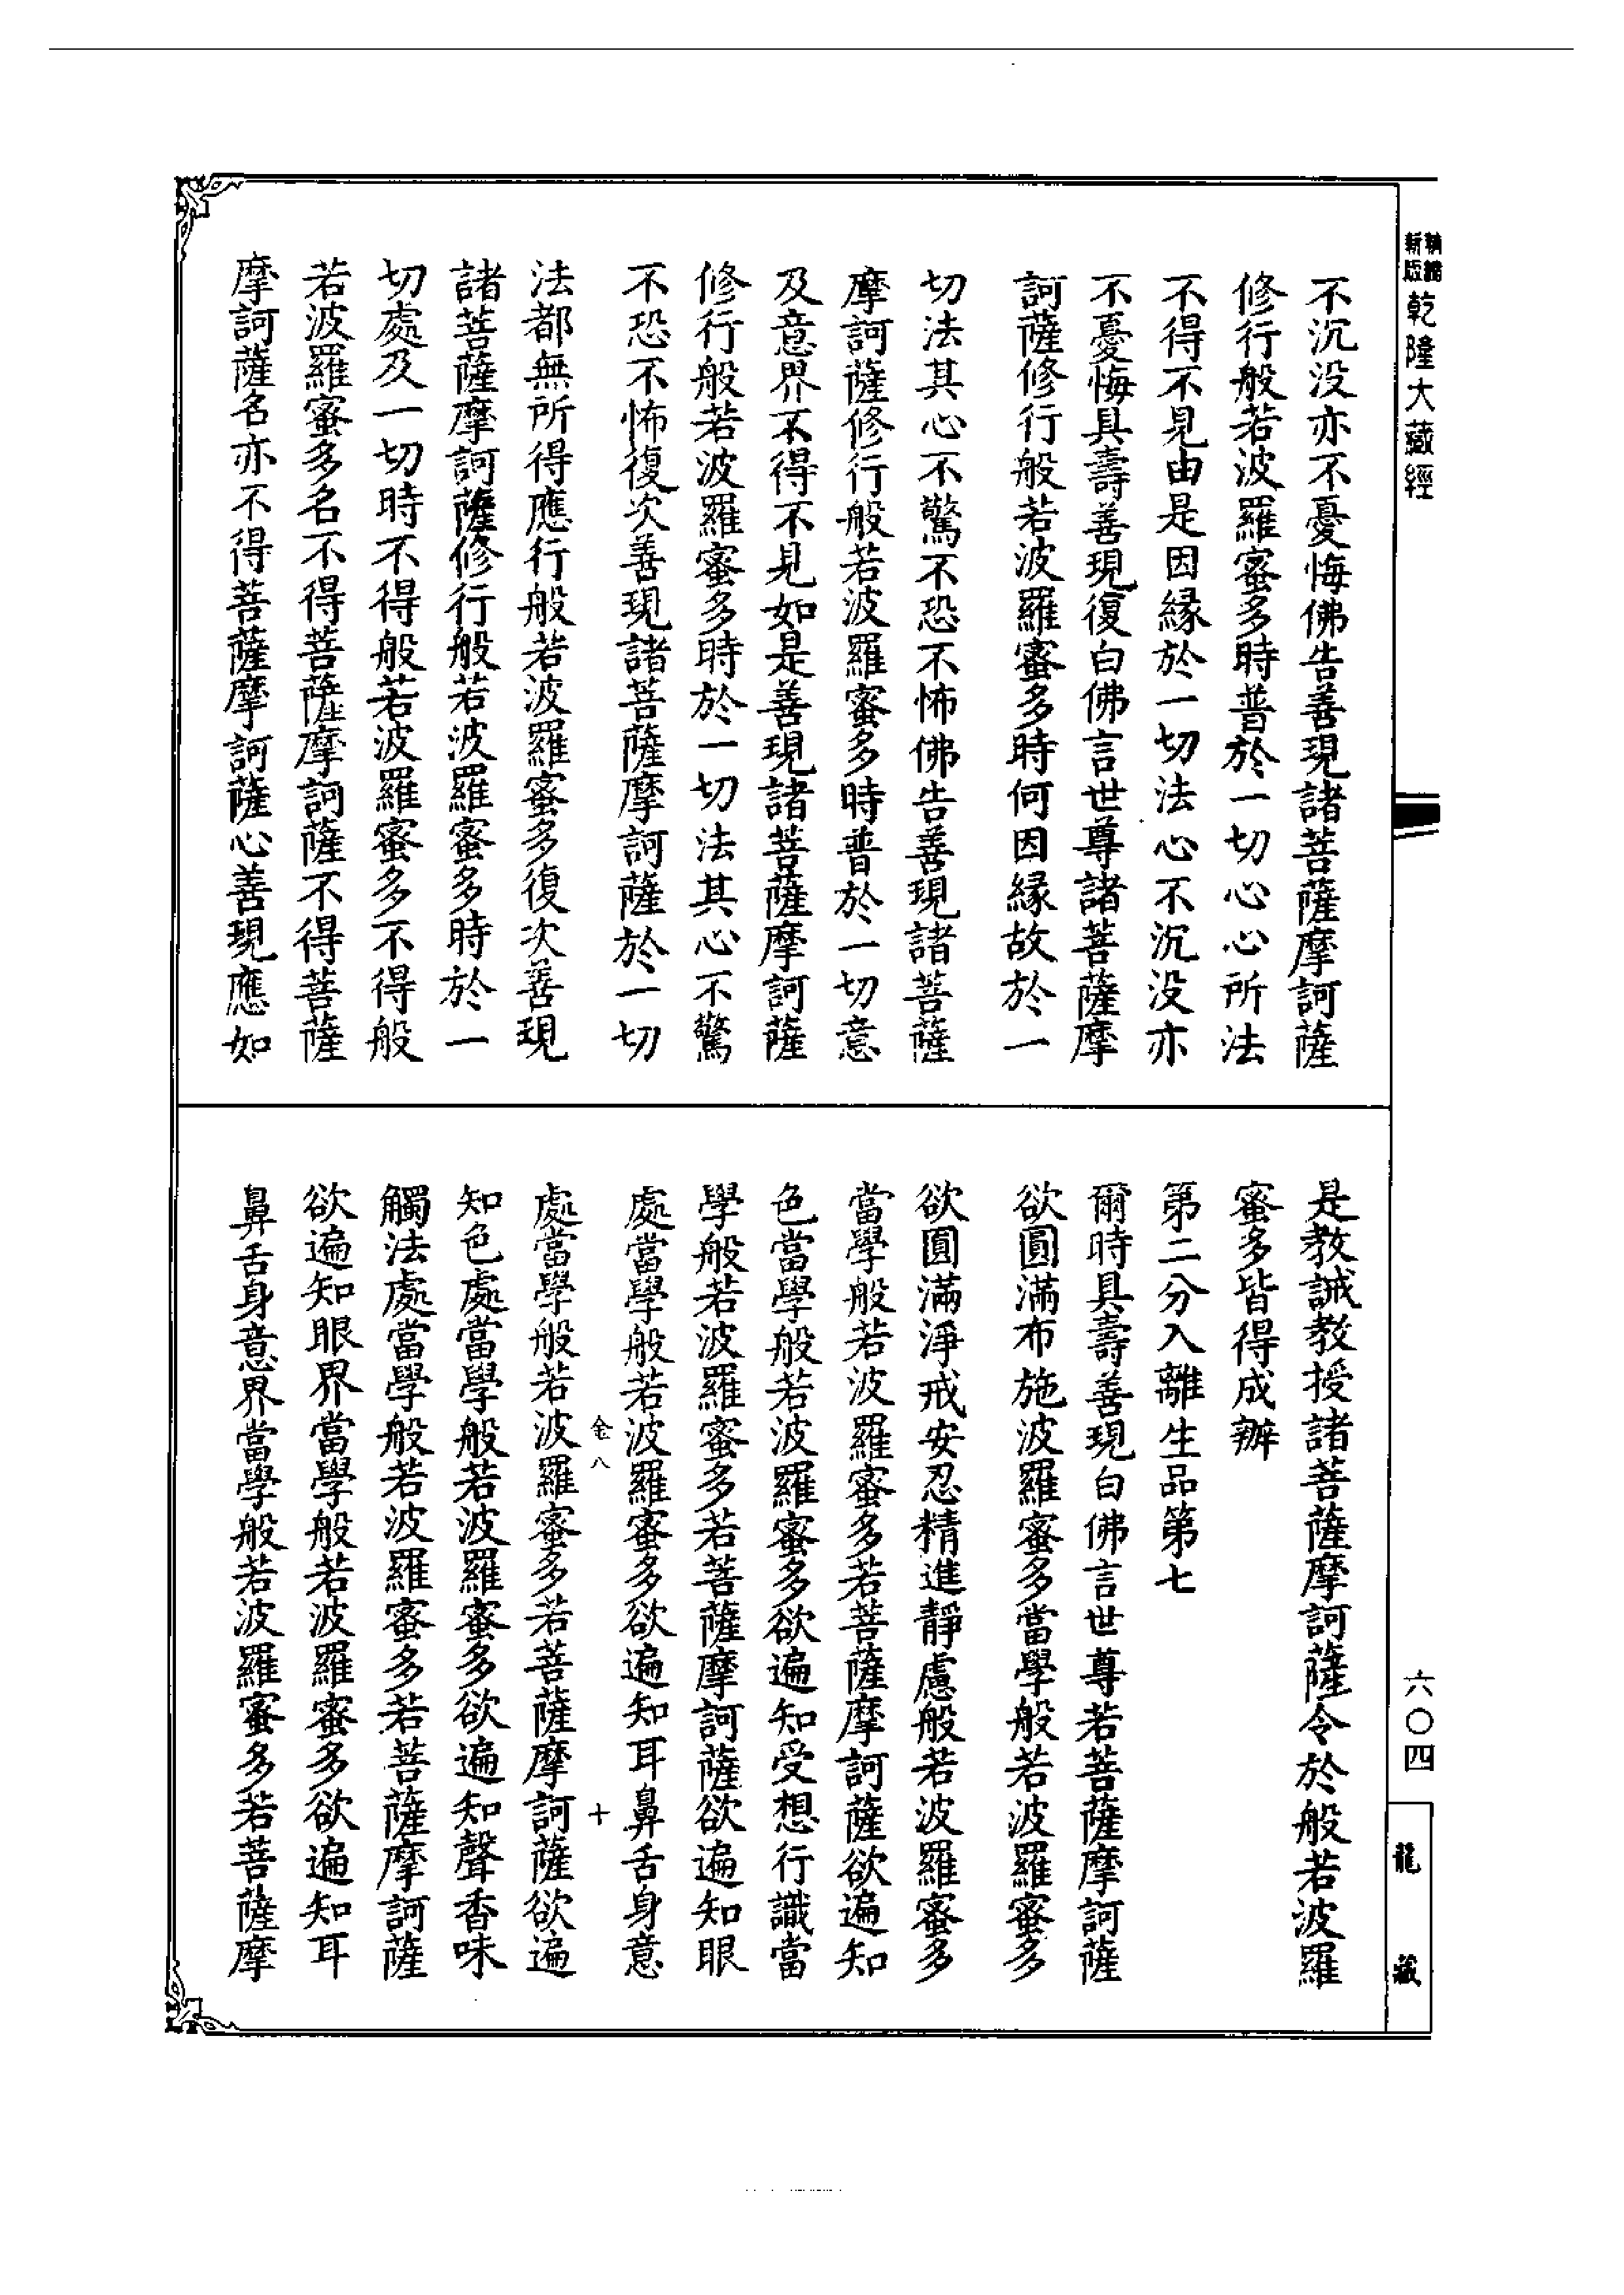 精縮
新版
乾隆大藏經
不沉没亦不憂悔佛告善現諸菩薩摩訶薩
修行般若波羅蜜多時普於一切心心所法
不得不見由是因緣於一切法心不沉没亦
不憂悔具壽善現復白佛言世尊諸菩薩摩
訶薩修行般若波羅蜜多時何因緣故於一
切法其心不驚不恐不怖佛告善現諸菩薩
摩訶薩修行般若波羅蜜多時普於一切意
及意界不得不見如是善現諸菩薩摩訶薩
修行般若波羅蜜多時於一切法其心不驚
不恐不怖復次善現諸菩薩摩訶薩於一切
法都無所得應行般若波羅蜜多復次善現
諸菩薩摩訶薩修行般若波羅蜜多時於一
切處及一切時不得般若波羅蜜多不得般
若波羅蜜多名不得菩薩摩訶薩不得菩薩
摩訶薩名亦不得菩薩摩訶薩心善現應如
是教誡教授諸菩薩摩訶薩令於般若波羅
蜜多皆得成辦
第二分入離生品第七
爾時具壽善現白佛言世尊若菩薩摩訶薩
欲圓滿布施波羅蜜多當學般若波羅蜜多
欲圓滿淨戒安忍精進靜慮般若波羅蜜多
當學般若波羅蜜多若菩薩摩訶薩欲遍知
色當學般若波羅蜜多欲遍知受想行識當
學般若波羅蜜多若菩薩摩訶薩欲遍知眼
處當學般若波羅蜜多欲遍知耳鼻舌身意
金八 十
處當學般若波羅蜜多若菩薩摩訶薩欲遍
知色處當學般若波羅蜜多欲遍知聲香味
觸法處當學般若波羅蜜多若菩薩摩訶薩
欲遍知眼界當學般若波羅蜜多欲遍知耳
鼻舌身意界當學般若波羅蜜多若菩薩摩
六〇四
龍藏